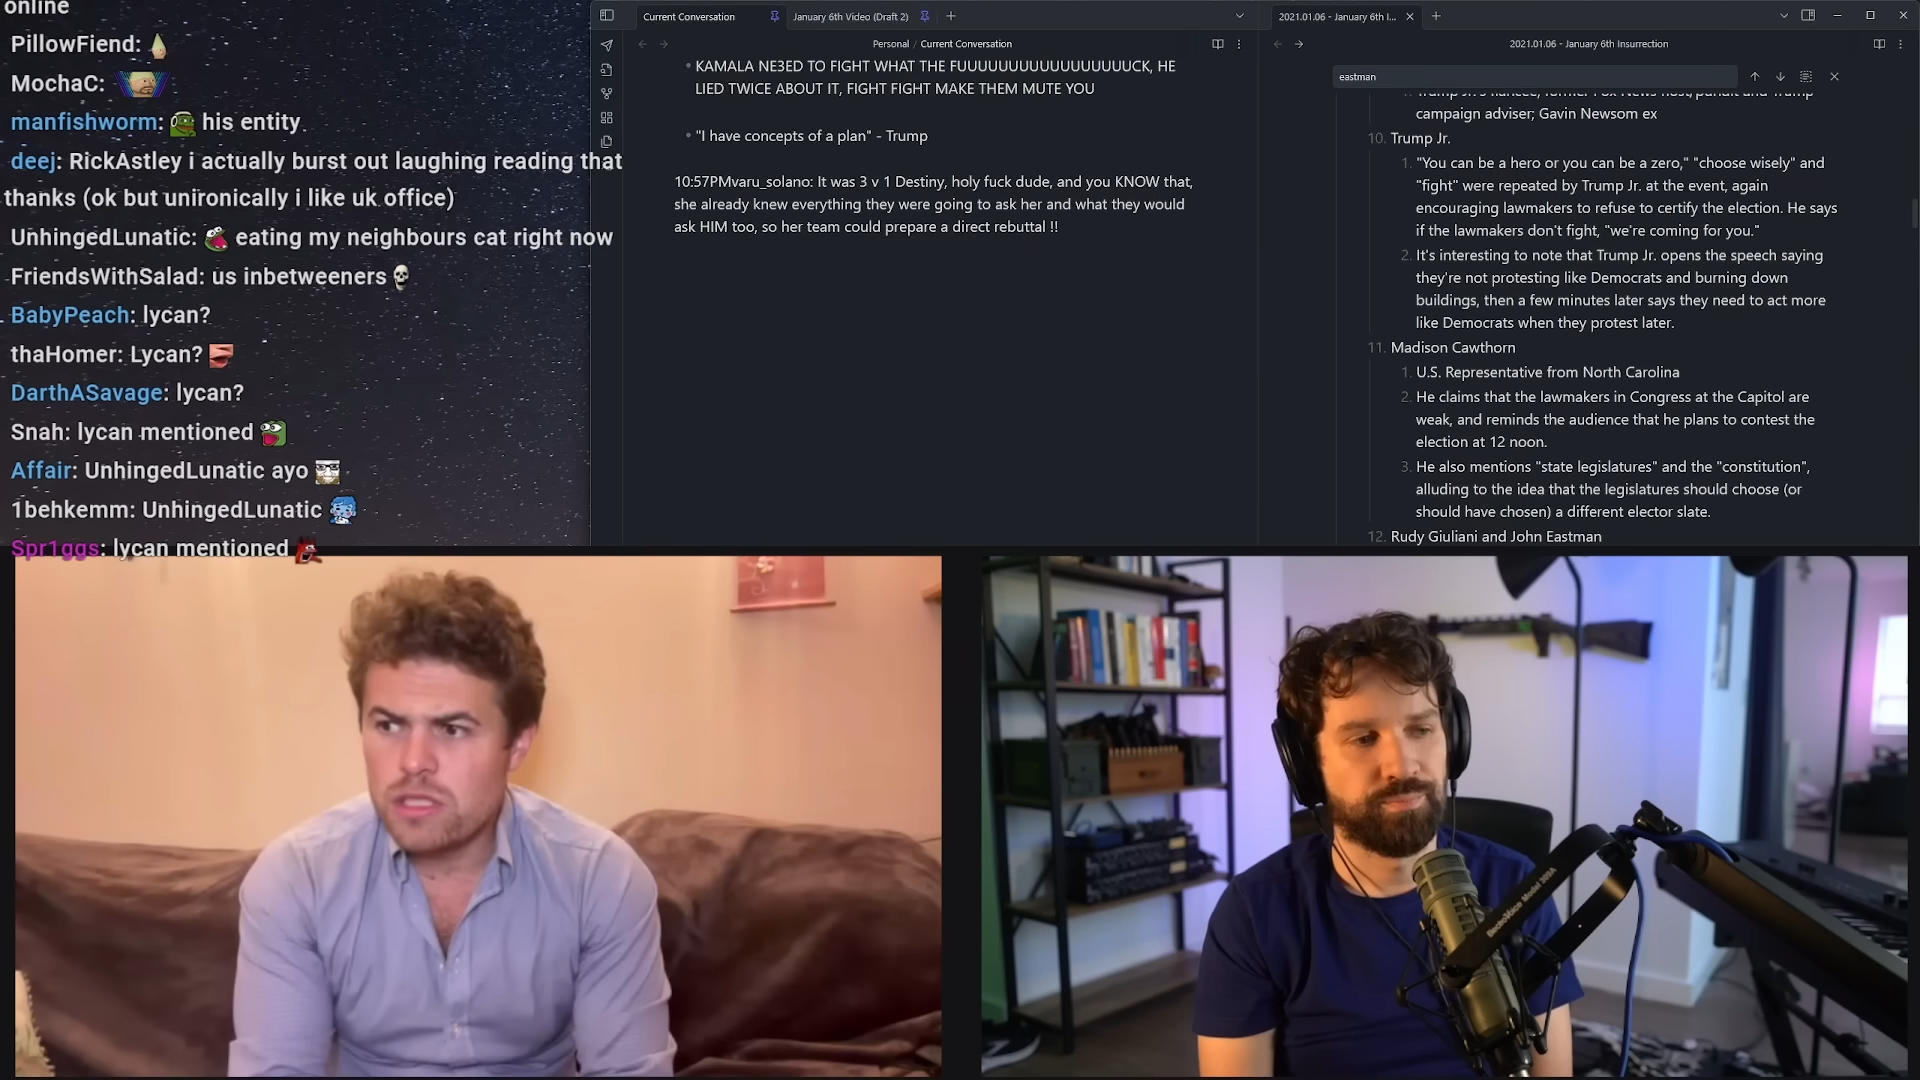 online
PillowFiend:
MochaC:
manfishworm: his entity
deej: RickAstley i actually burst out laughing reading that
thanks (ok but unironically i like uk office)
UnhingedLunatic: eating my neighbours cat right now
FriendsWithSalad: us inbetweeners
BabyPeach: lycan?
thaHomer: Lycan?
DarthASavage: lycan?
Snah: lycan mentioned
Affair: UnhingedLunatic ayo
1behkemm: UnhingedLunatic
Spr1ggs: lycan mentioned
Current Conversation
January 6th Video (Draft 2)
Personal / Current Conversation
• KAMALA NE3ED TO FIGHT WHAT THE FUUUUUUUUUUUUUUUUUCK, HE
LIED TWICE ABOUT IT, FIGHT FIGHT MAKE THEM MUTE YOU
• "I have concepts of a plan" - Trump
10:57PMvaru_solano: It was 3 v 1 Destiny, holy fuck dude, and you KNOW that,
she already knew everything they were going to ask her and what they would
ask HIM too, so her team could prepare a direct rebuttal !!
2021.01.06 - January 6th I...
2021.01.06 - January 6th Insurrection
eastman
1. Trump Jr.'s fiancee, former Fox News host, pundit and Trump
campaign adviser; Gavin Newsom ex
10. Trump Jr.
1. "You can be a hero or you can be a zero," "choose wisely" and
"fight" were repeated by Trump Jr. at the event, again
encouraging lawmakers to refuse to certify the election. He says
if the lawmakers don't fight, "we're coming for you."
2. It's interesting to note that Trump Jr. opens the speech saying
they're not protesting like Democrats and burning down
buildings, then a few minutes later says they need to act more
like Democrats when they protest later.
11. Madison Cawthorn
1. U.S. Representative from North Carolina
2. He claims that the lawmakers in Congress at the Capitol are
weak, and reminds the audience that he plans to contest the
election at 12 noon.
3. He also mentions "state legislatures" and the "constitution",
alluding to the idea that the legislatures should choose (or
should have chosen) a different elector slate.
12. Rudy Giuliani and John Eastman
ElectroVoice Model 309A